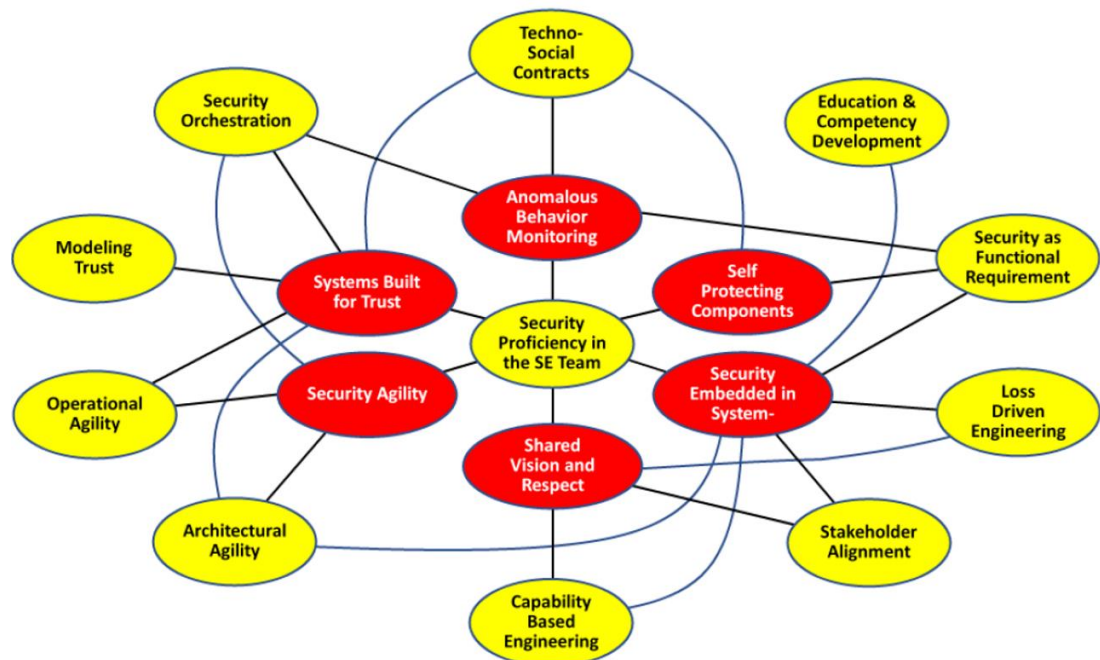 Techno-
Social
Contracts
Security
Orchestration
Education &
Competency
Development
Anomalous
Behavior
Monitoring
Modeling
Trust
Systems Built
for Trust
Self
Protecting
Components
Security as
Functional
Requirement
Security
Proficiency in
the SE Team
Operational
Agility
Security Agility
Security
Embedded in
System-
Loss
Driven
Engineering
Shared
Vision and
Respect
Architectural
Agility
Stakeholder
Alignment
Capability
Based
Engineering